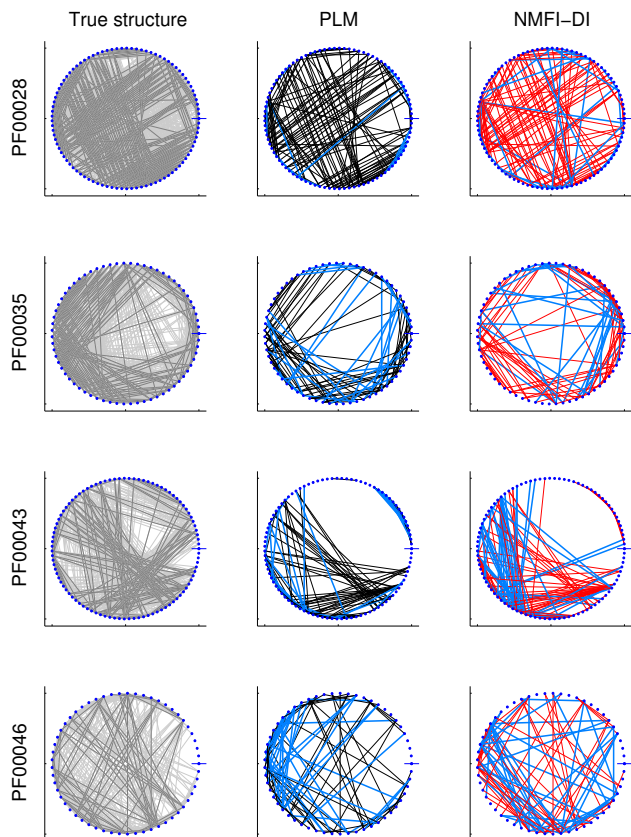 True structure PLM NMFI-DI
PF00028
PF00035
PF00043
PF00046